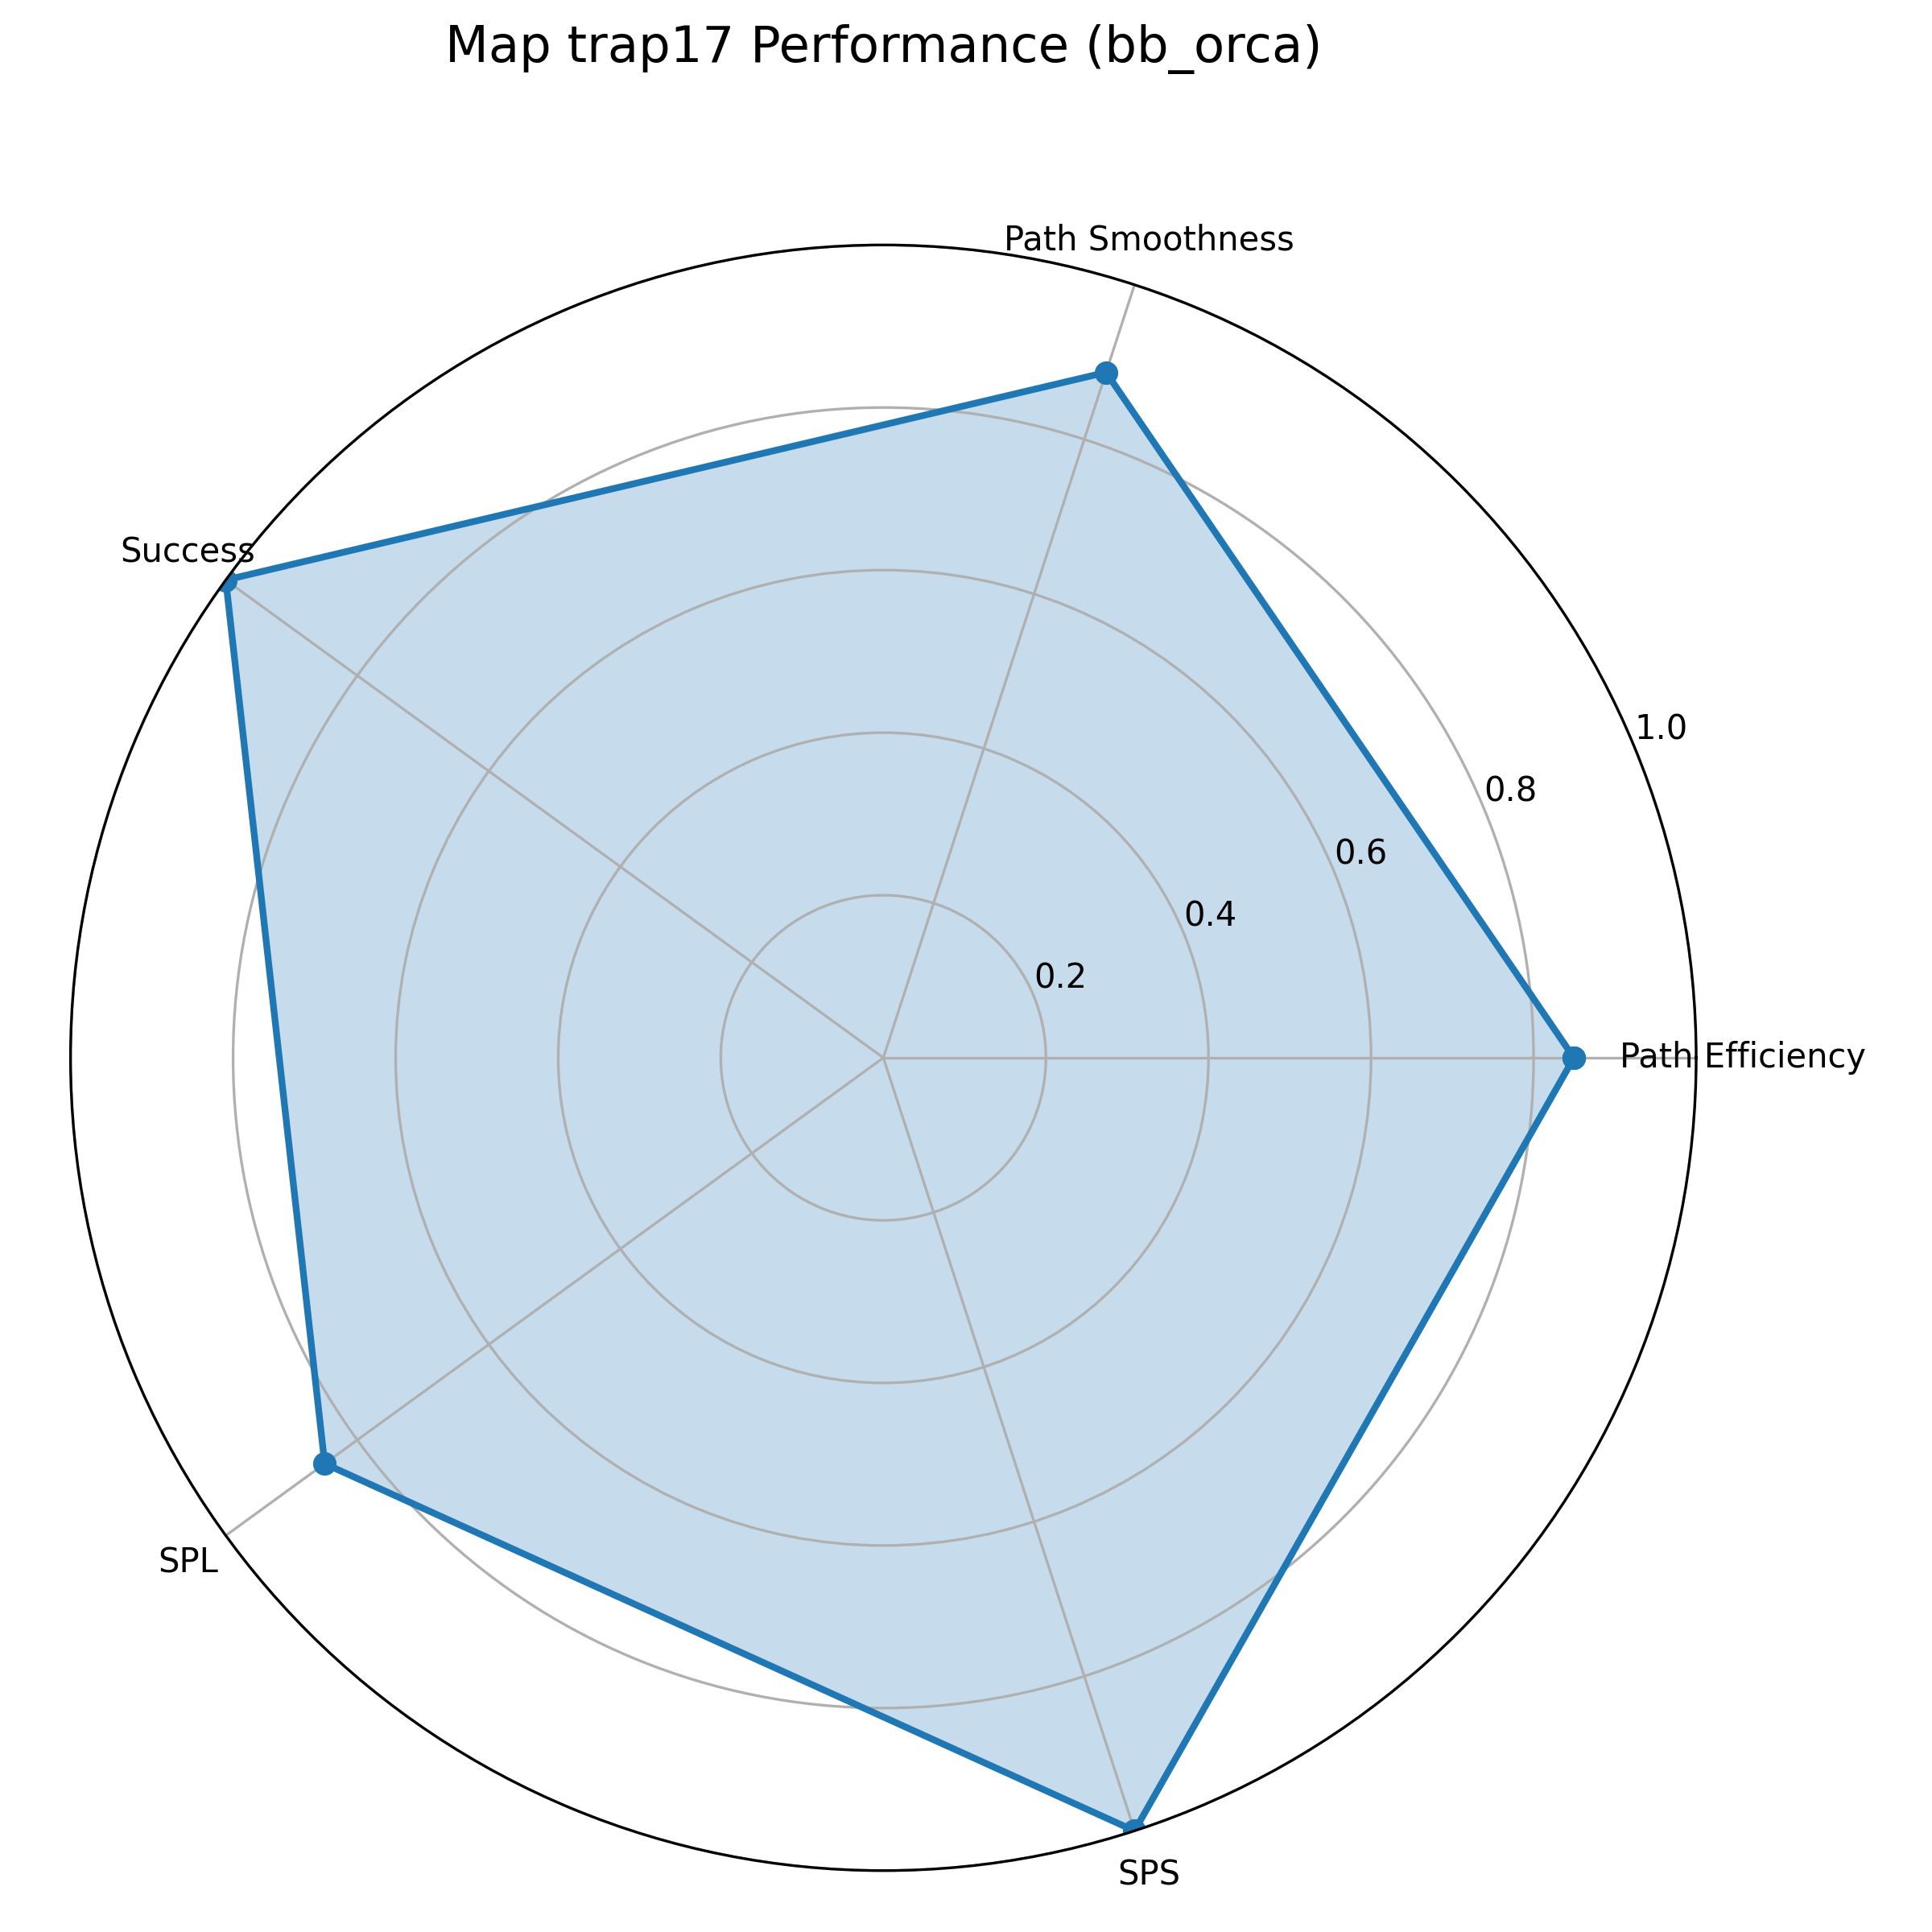 Map trap17 Performance (bb_orca)
Path Smoothness
Success
1.0
0.8
0.6
0.4
0.2
Path Efficiency
SPL
SPS